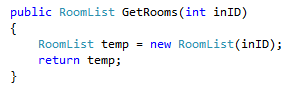 public RoomList GetRooms(int inID)
{
    RoomList temp = new RoomList(inID);
    return temp;
}